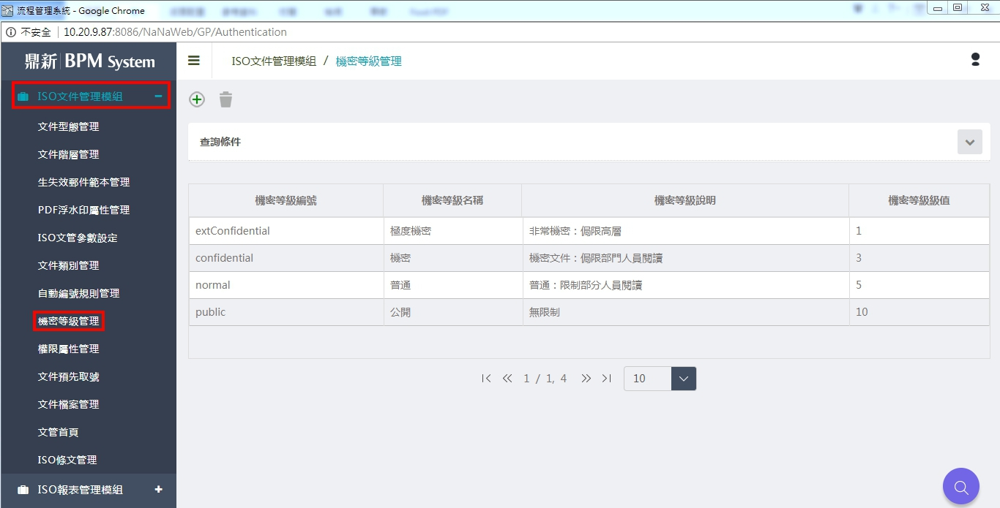 流程管理系統 - Google Chrome
不安全 10.20.9.87:8086/NaNaWeb/GP/Authentication
鼎新 BPM System
ISO文件管理模組 / 機密等級管理
ISO文件管理模組
文件型態管理
文件階層管理
生失效郵件範本管理
PDF浮水印屬性管理
ISO文管參數設定
文件類別管理
自動編號規則管理
機密等級管理
權限屬性管理
文件預先取號
文件檔案管理
文管首頁
ISO條文管理
ISO報表管理模組
查詢條件
機密等級編號 機密等級名稱 機密等級說明 機密等級級值
extConfidential 極度機密 非常機密：侷限高層 1
confidential 機密 機密文件：侷限部門人員閱讀 3
normal 普通 普通：限制部分人員閱讀 5
public 公開 無限制 10
1 / 1, 4 10